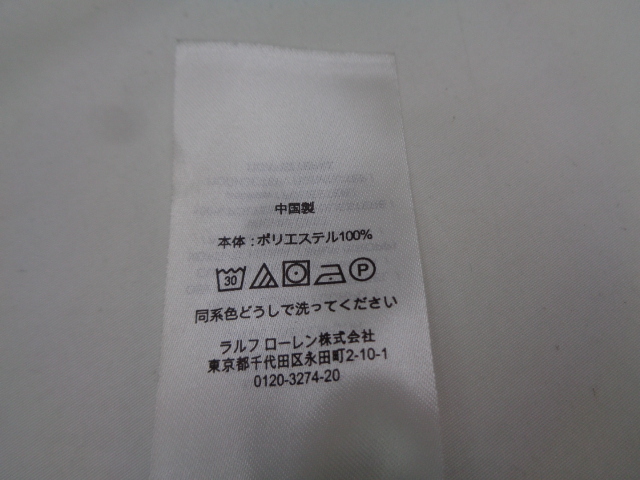 中国製
本体：ポリエステル100%
30 P
同系色どうしで洗ってください
ラルフ ローレン株式会社
東京都千代田区永田町2-10-1
0120-3274-20